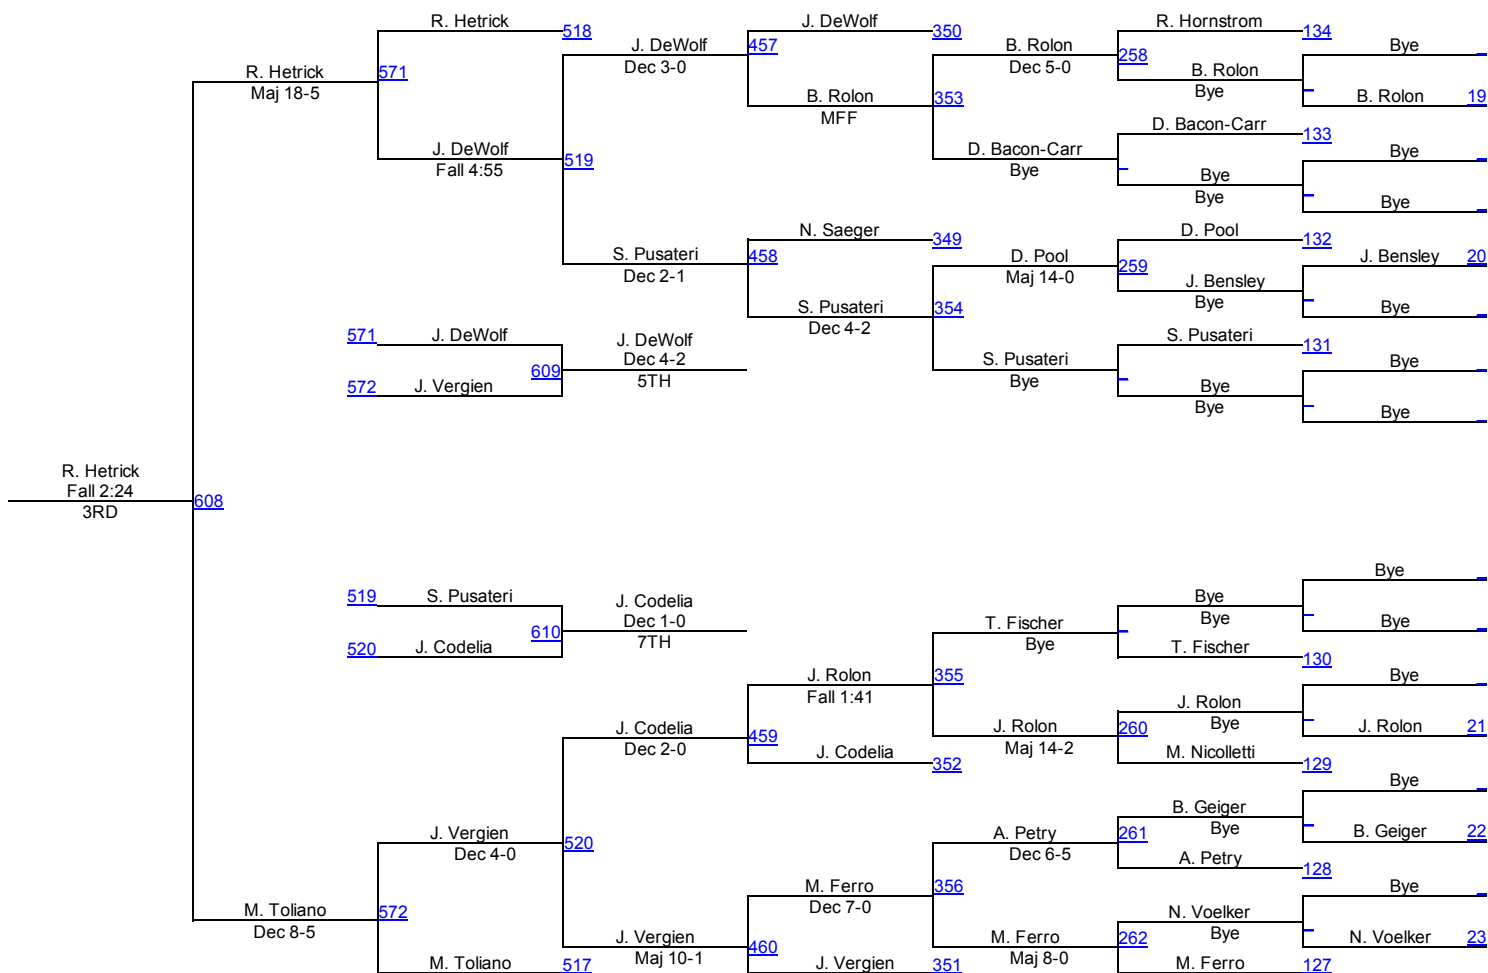 R. Hetrick
518
J. DeWolf
350
R. Hornstrom
134
J. DeWolf
Dec 3-0
457
B. Rolon
Dec 5-0
258
Bye
R. Hetrick
Maj 18-5
571
B. Rolon
Bye
B. Rolon
MFF
353
B. Rolon
19
D. Bacon-Carr
133
J. DeWolf
Fall 4:55
519
D. Bacon-Carr
Bye
Bye
Bye
Bye
Bye
N. Saeger
349
D. Pool
132
S. Pusateri
Dec 2-1
458
D. Pool
Maj 14-0
259
J. Bensley
20
J. Bensley
Bye
S. Pusateri
Dec 4-2
354
Bye
571
J. DeWolf
J. DeWolf
Dec 4-2
5TH
S. Pusateri
131
609
S. Pusateri
Bye
Bye
572
J. Vergien
Bye
Bye
Bye
R. Hetrick
Fall 2:24
3RD
608
Bye
519
S. Pusateri
J. Codelia
Dec 1-0
7TH
Bye
Bye
610
T. Fischer
Bye
Bye
520
J. Codelia
T. Fischer
130
J. Rolon
Fall 1:41
355
Bye
J. Rolon
Bye
J. Codelia
Dec 2-0
459
J. Rolon
Maj 14-2
260
J. Rolon
21
J. Codelia
352
M. Nicolletti
129
Bye
B. Geiger
Bye
J. Vergien
Dec 4-0
520
A. Petry
Dec 6-5
261
B. Geiger
22
A. Petry
128
M. Ferro
Dec 7-0
356
Bye
M. Toliano
Dec 8-5
572
N. Voelker
Bye
J. Vergien
Maj 10-1
460
M. Ferro
Maj 8-0
262
N. Voelker
23
M. Toliano
517
J. Vergien
351
M. Ferro
127